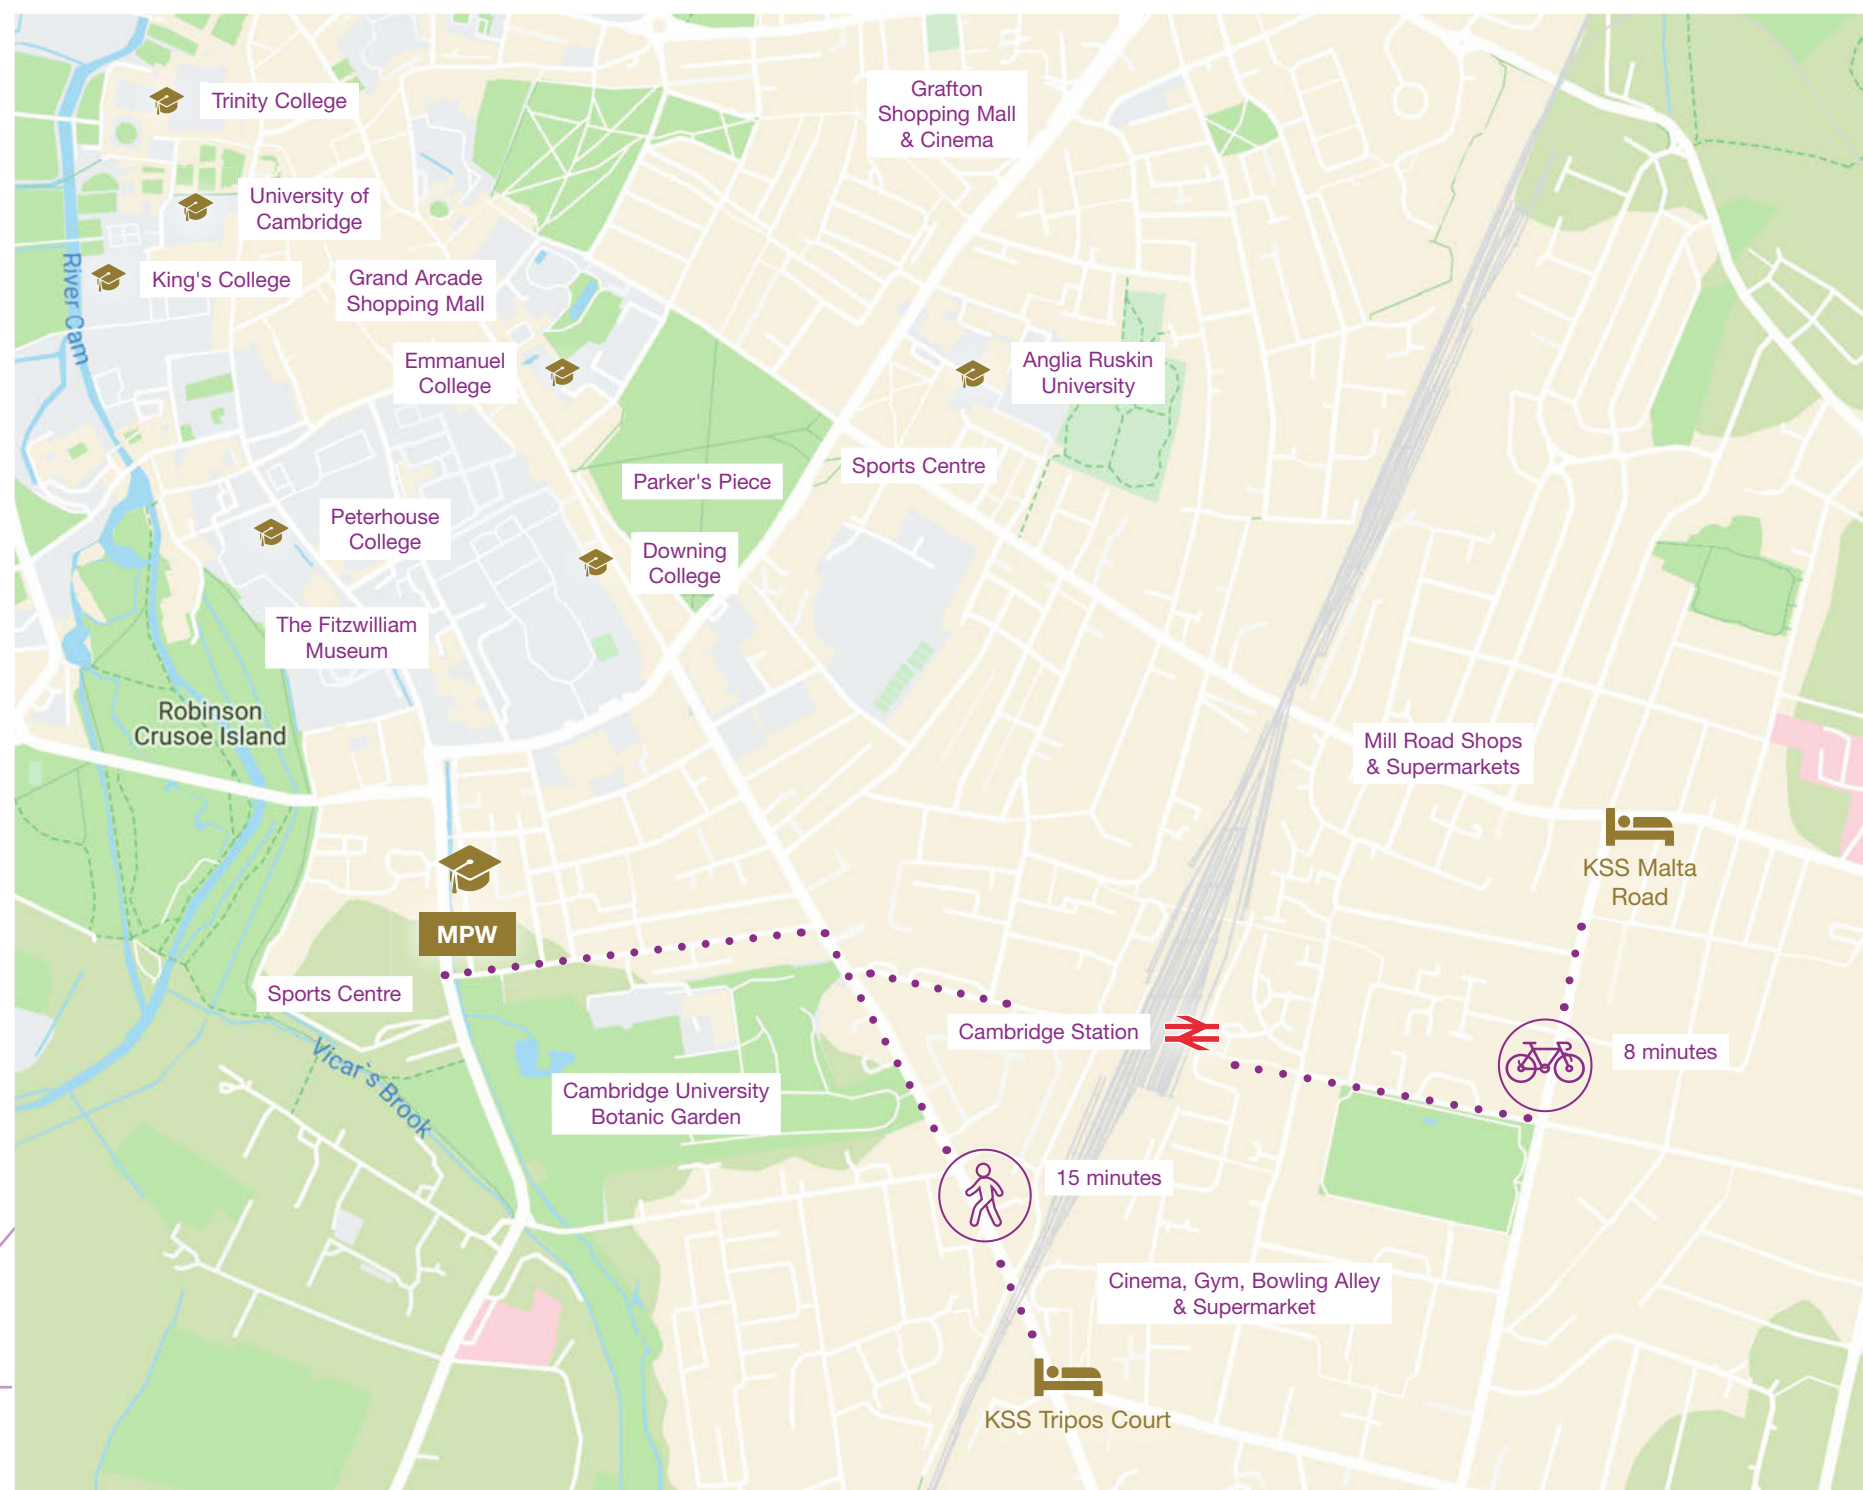 Trinity College
Grafton
Shopping Mall
& Cinema
University of
Cambridge
King's College
Grand Arcade
Shopping Mall
River Cam
Emmanuel
College
Anglia Ruskin
University
Sports Centre
Parker's Piece
Peterhouse
College
Downing
College
The Fitzwilliam
Museum
Robinson
Crusoe Island
Mill Road Shops
& Supermarkets
KSS Malta
Road
MPW
Sports Centre
Cambridge Station
8 minutes
Vicar`s Brook
Cambridge University
Botanic Garden
15 minutes
Cinema, Gym, Bowling Alley
& Supermarket
KSS Tripos Court